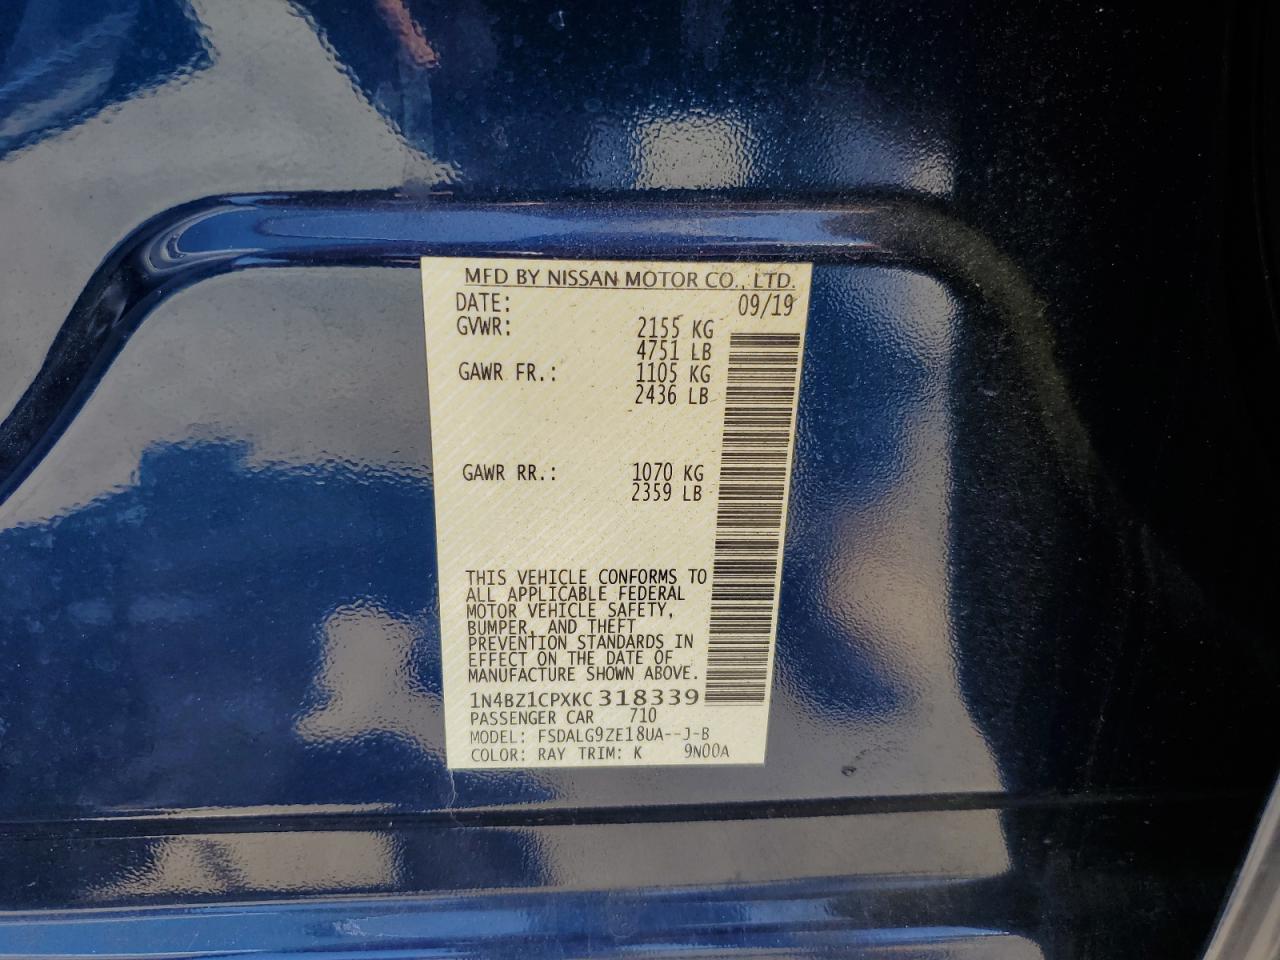 MFD BY NISSAN MOTOR CO., LTD.
DATE: 09/19
GVWR: 2155 KG
4751 LB
GAWR FR.: 1105 KG
2436 LB
GAWR RR.: 1070 KG
2359 LB
THIS VEHICLE CONFORMS TO
ALL APPLICABLE FEDERAL
MOTOR VEHICLE SAFETY,
BUMPER, AND THEFT
PREVENTION STANDARDS IN
EFFECT ON THE DATE OF
MANUFACTURE SHOWN ABOVE.
1N4BZ1CPXKC318339
PASSENGER CAR 710
MODEL: FSDALG9ZE18UA--J-B
COLOR: RAY TRIM: K 9N00A